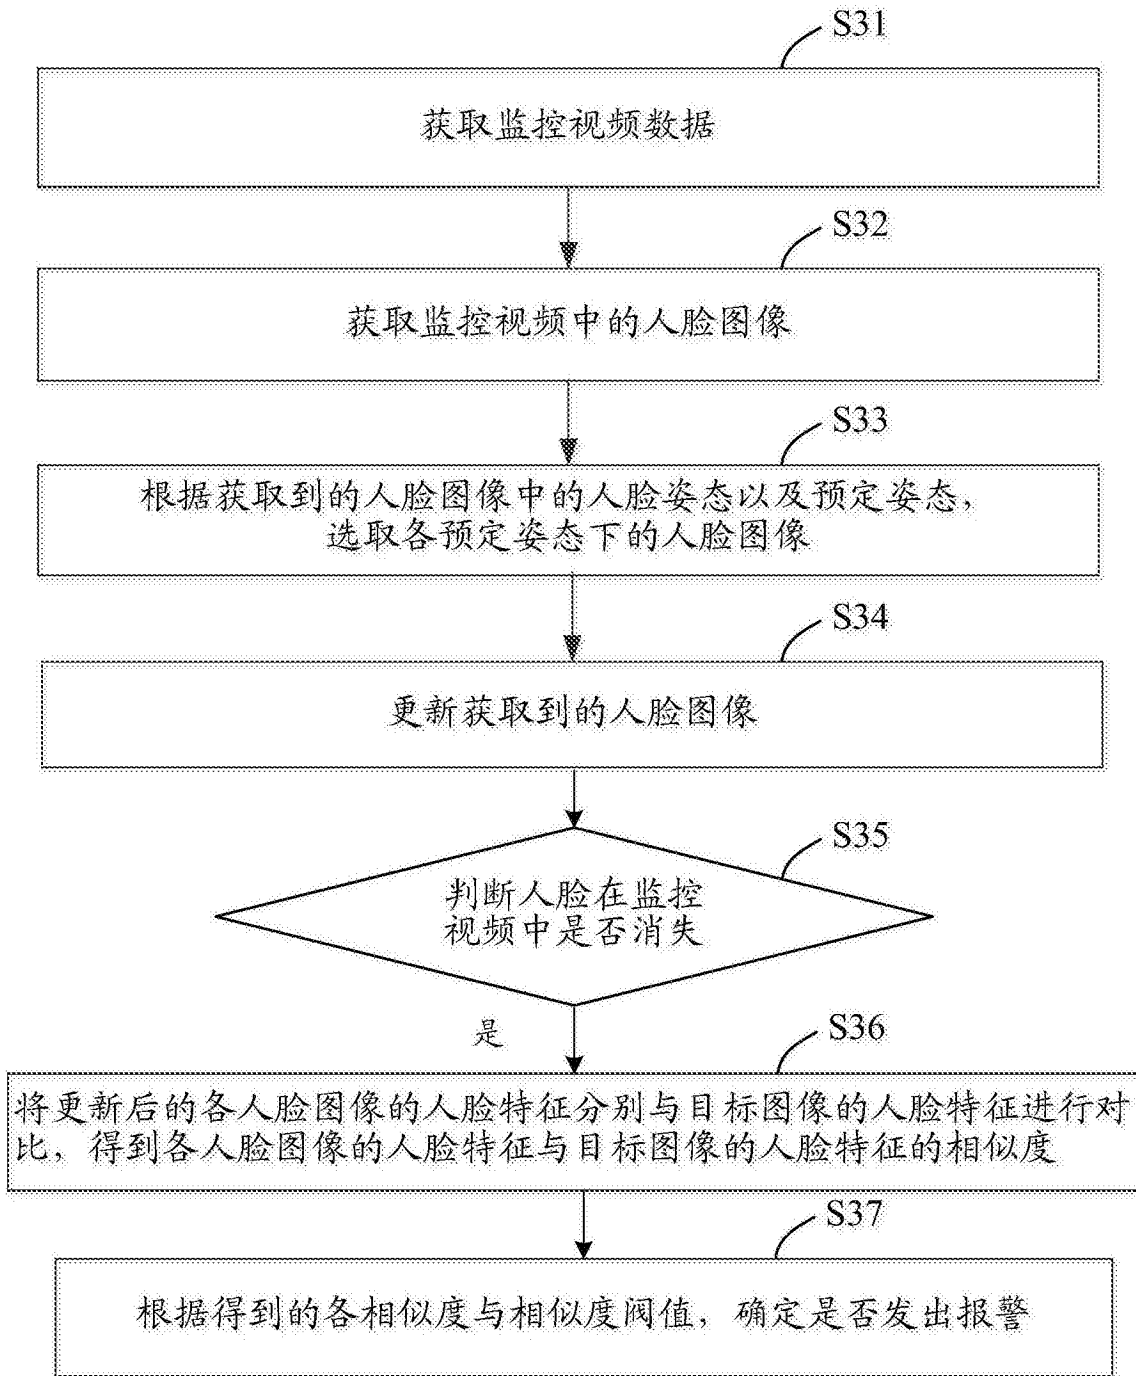 S31
获取监控视频数据
S32
获取监控视频中的人脸图像
S33
根据获取到的人脸图像中的人脸姿态以及预定姿态，
选取各预定姿态下的人脸图像
S34
更新获取到的人脸图像
S35
判断人脸在监控
视频中是否消失
是
S36
将更新后的各人脸图像的人脸特征分别与目标图像的人脸特征进行对
比，得到各人脸图像的人脸特征与目标图像的人脸特征的相似度
S37
根据得到的各相似度与相似度阀值，确定是否发出报警